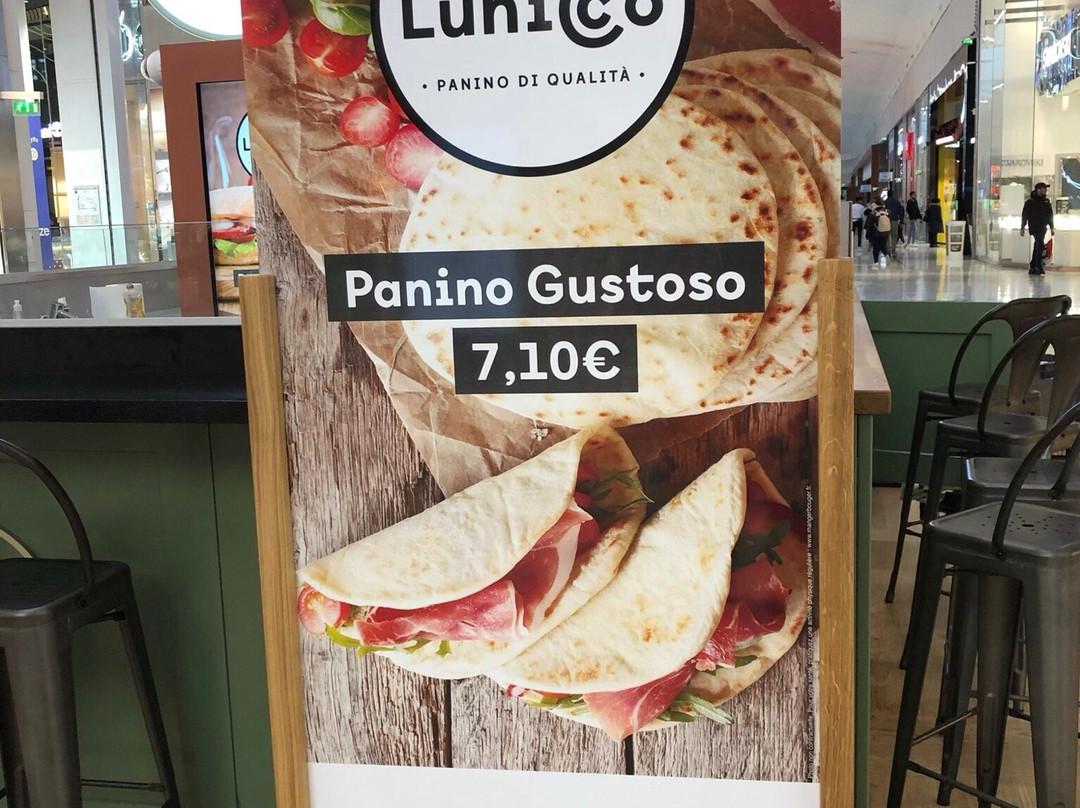 Lunicco
• PANINO DI QUALITÀ •
Panino Gustoso
7,10€